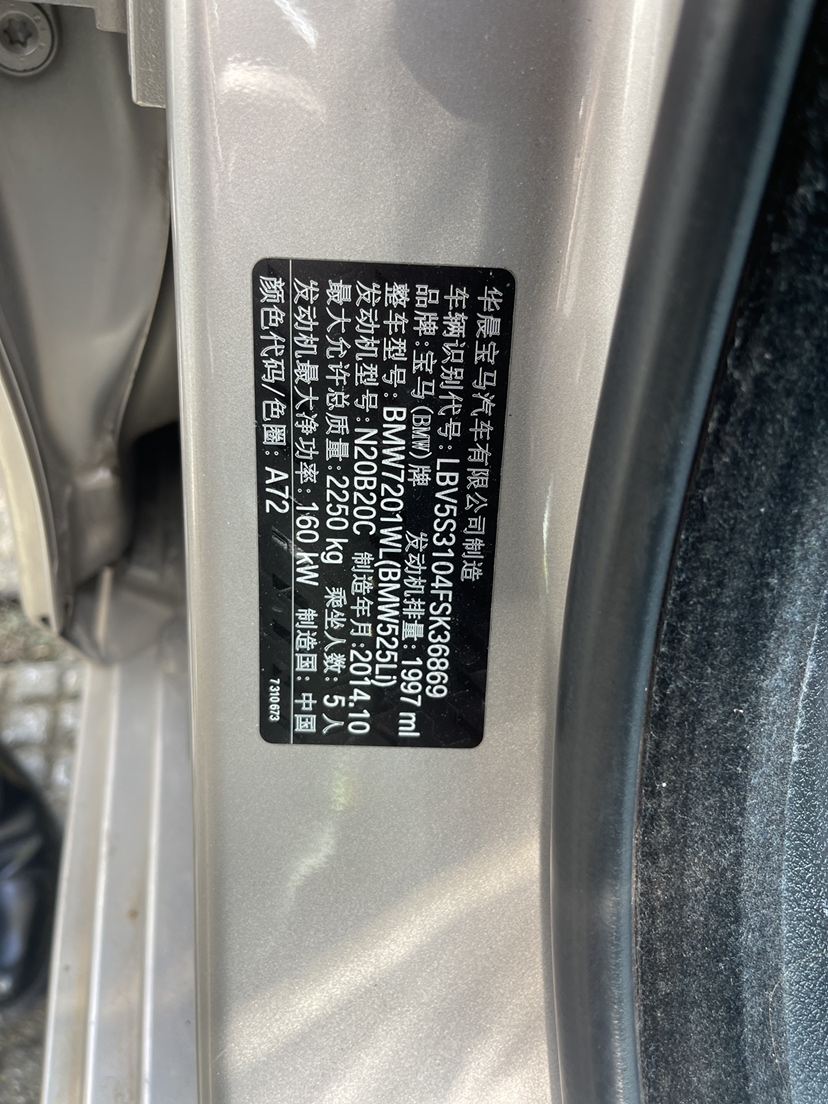 华晨宝马汽车有限公司制造
车辆识别代号：LBV5S3104FSK36869
品牌：宝马(BMW)牌 发动机排量：1997 ml
整车型号：BMW7201WL(BMW525Li)
发动机型号：N20B20C 制造年月：2014.10
最大允许总质量：2250 kg 乘坐人数：5人
发动机最大净功率：160 kW 制造国：中国
颜色代码/色圈：A72 7310673